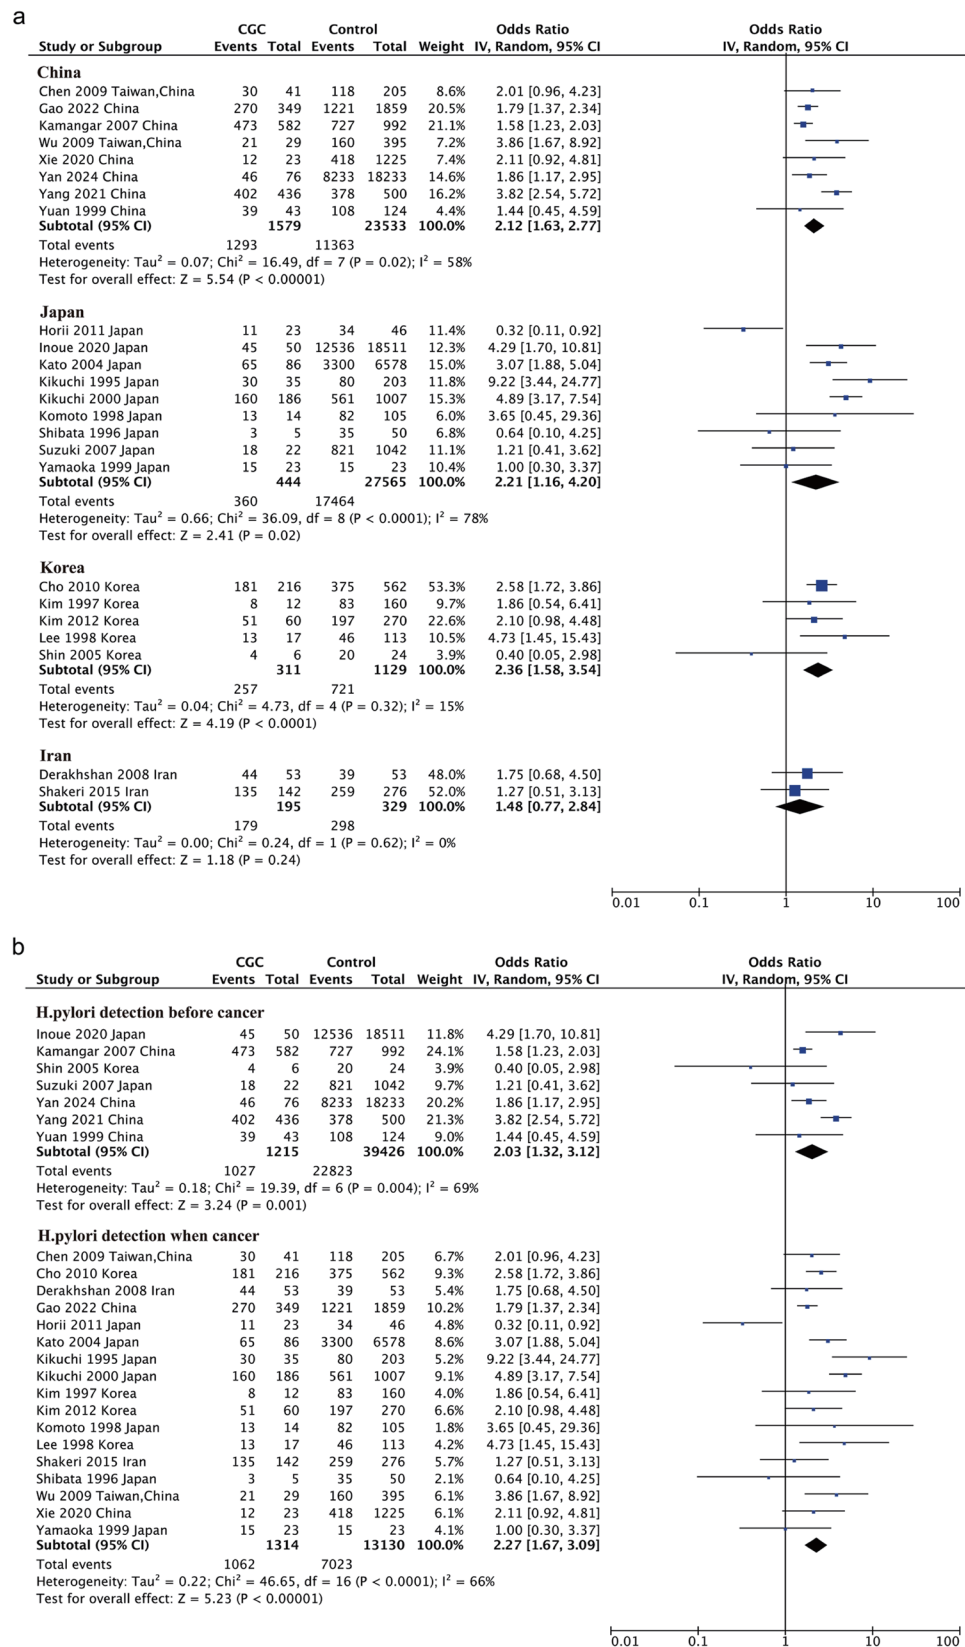 a
CGC Control Odds Ratio Odds Ratio
Study or Subgroup Events Total Events Total Weight IV, Random, 95% CI IV, Random, 95% CI
China
Chen 2009 Taiwan,China 30 41 118 205 8.6% 2.01 [0.96, 4.23]
Gao 2022 China 270 349 1221 1859 20.5% 1.79 [1.37, 2.34]
Kamangar 2007 China 473 582 727 992 21.1% 1.58 [1.23, 2.03]
Wu 2009 Taiwan,China 21 29 160 395 7.2% 3.86 [1.67, 8.92]
Xie 2020 China 12 23 418 1225 7.4% 2.11 [0.92, 4.81]
Yan 2024 China 46 76 8233 18233 14.6% 1.86 [1.17, 2.95]
Yang 2021 China 402 436 378 500 16.2% 3.82 [2.54, 5.72]
Yuan 1999 China 39 43 108 124 4.4% 1.44 [0.45, 4.59]
Subtotal (95% CI) 1579 23533 100.0% 2.12 [1.63, 2.77]
Total events 1293 11363
Heterogeneity: Tau² = 0.07; Chi² = 16.49, df = 7 (P = 0.02); I² = 58%
Test for overall effect: Z = 5.54 (P < 0.00001)
Japan
Horii 2011 Japan 11 23 34 46 11.4% 0.32 [0.11, 0.92]
Inoue 2020 Japan 45 50 12536 18511 12.3% 4.29 [1.70, 10.81]
Kato 2004 Japan 65 86 3300 6578 15.0% 3.07 [1.88, 5.04]
Kikuchi 1995 Japan 30 35 80 203 11.8% 9.22 [3.44, 24.77]
Kikuchi 2000 Japan 160 186 561 1007 15.3% 4.89 [3.17, 7.54]
Komoto 1998 Japan 13 14 82 105 6.0% 3.65 [0.45, 29.36]
Shibata 1996 Japan 3 5 35 50 6.8% 0.64 [0.10, 4.25]
Suzuki 2007 Japan 18 22 821 1042 11.1% 1.21 [0.41, 3.62]
Yamaoka 1999 Japan 15 23 15 23 10.4% 1.00 [0.30, 3.37]
Subtotal (95% CI) 444 27565 100.0% 2.21 [1.16, 4.20]
Total events 360 17464
Heterogeneity: Tau² = 0.66; Chi² = 36.09, df = 8 (P < 0.0001); I² = 78%
Test for overall effect: Z = 2.41 (P = 0.02)
Korea
Cho 2010 Korea 181 216 375 562 53.3% 2.58 [1.72, 3.86]
Kim 1997 Korea 8 12 83 160 9.7% 1.86 [0.54, 6.41]
Kim 2012 Korea 51 60 197 270 22.6% 2.10 [0.98, 4.48]
Lee 1998 Korea 13 17 46 113 10.5% 4.73 [1.45, 15.43]
Shin 2005 Korea 4 6 20 24 3.9% 0.40 [0.05, 2.98]
Subtotal (95% CI) 311 1129 100.0% 2.36 [1.58, 3.54]
Total events 257 721
Heterogeneity: Tau² = 0.04; Chi² = 4.73, df = 4 (P = 0.32); I² = 15%
Test for overall effect: Z = 4.19 (P < 0.0001)
Iran
Derakhshan 2008 Iran 44 53 39 53 48.0% 1.75 [0.68, 4.50]
Shakeri 2015 Iran 135 142 259 276 52.0% 1.27 [0.51, 3.13]
Subtotal (95% CI) 195 329 100.0% 1.48 [0.77, 2.84]
Total events 179 298
Heterogeneity: Tau² = 0.00; Chi² = 0.24, df = 1 (P = 0.62); I² = 0%
Test for overall effect: Z = 1.18 (P = 0.24)
0.01 0.1 1 10 100
b
CGC Control Odds Ratio Odds Ratio
Study or Subgroup Events Total Events Total Weight IV, Random, 95% CI IV, Random, 95% CI
H.pylori detection before cancer
Inoue 2020 Japan 45 50 12536 18511 11.8% 4.29 [1.70, 10.81]
Kamangar 2007 China 473 582 727 992 24.1% 1.58 [1.23, 2.03]
Shin 2005 Korea 4 6 20 24 3.9% 0.40 [0.05, 2.98]
Suzuki 2007 Japan 18 22 821 1042 9.7% 1.21 [0.41, 3.62]
Yan 2024 China 46 76 8233 18233 20.2% 1.86 [1.17, 2.95]
Yang 2021 China 402 436 378 500 21.3% 3.82 [2.54, 5.72]
Yuan 1999 China 39 43 108 124 9.0% 1.44 [0.45, 4.59]
Subtotal (95% CI) 1215 39426 100.0% 2.03 [1.32, 3.12]
Total events 1027 22823
Heterogeneity: Tau² = 0.18; Chi² = 19.39, df = 6 (P = 0.004); I² = 69%
Test for overall effect: Z = 3.24 (P = 0.001)
H.pylori detection when cancer
Chen 2009 Taiwan,China 30 41 118 205 6.7% 2.01 [0.96, 4.23]
Cho 2010 Korea 181 216 375 562 9.3% 2.58 [1.72, 3.86]
Derakhshan 2008 Iran 44 53 39 53 5.4% 1.75 [0.68, 4.50]
Gao 2022 China 270 349 1221 1859 10.2% 1.79 [1.37, 2.34]
Horii 2011 Japan 11 23 34 46 4.8% 0.32 [0.11, 0.92]
Kato 2004 Japan 65 86 3300 6578 8.6% 3.07 [1.88, 5.04]
Kikuchi 1995 Japan 30 35 80 203 5.2% 9.22 [3.44, 24.77]
Kikuchi 2000 Japan 160 186 561 1007 9.1% 4.89 [3.17, 7.54]
Kim 1997 Korea 8 12 83 160 4.0% 1.86 [0.54, 6.41]
Kim 2012 Korea 51 60 197 270 6.6% 2.10 [0.98, 4.48]
Komoto 1998 Japan 13 14 82 105 1.8% 3.65 [0.45, 29.36]
Lee 1998 Korea 13 17 46 113 4.2% 4.73 [1.45, 15.43]
Shakeri 2015 Iran 135 142 259 276 5.7% 1.27 [0.51, 3.13]
Shibata 1996 Japan 3 5 35 50 2.1% 0.64 [0.10, 4.25]
Wu 2009 Taiwan,China 21 29 160 395 6.1% 3.86 [1.67, 8.92]
Xie 2020 China 12 23 418 1225 6.1% 2.11 [0.92, 4.81]
Yamaoka 1999 Japan 15 23 15 23 4.1% 1.00 [0.30, 3.37]
Subtotal (95% CI) 1314 13130 100.0% 2.27 [1.67, 3.09]
Total events 1062 7023
Heterogeneity: Tau² = 0.22; Chi² = 46.65, df = 16 (P < 0.0001); I² = 66%
Test for overall effect: Z = 5.23 (P < 0.00001)
0.01 0.1 1 10 100